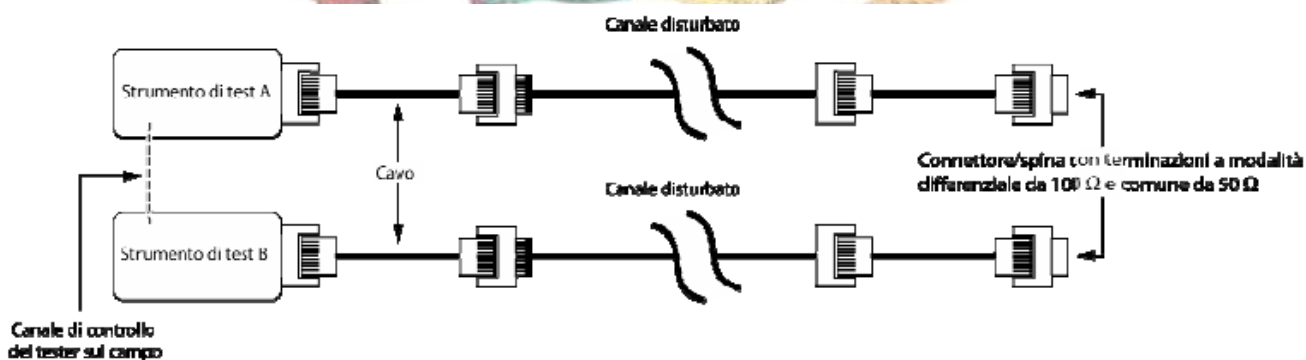 Canale disturbato
Strumento di test A
Cavo
Connettore/spina con terminazioni a modalità
differenziale da 100 Ω e comune da 50 Ω
Canale disturbato
Strumento di test B
Canale di controllo
del tester sul campo